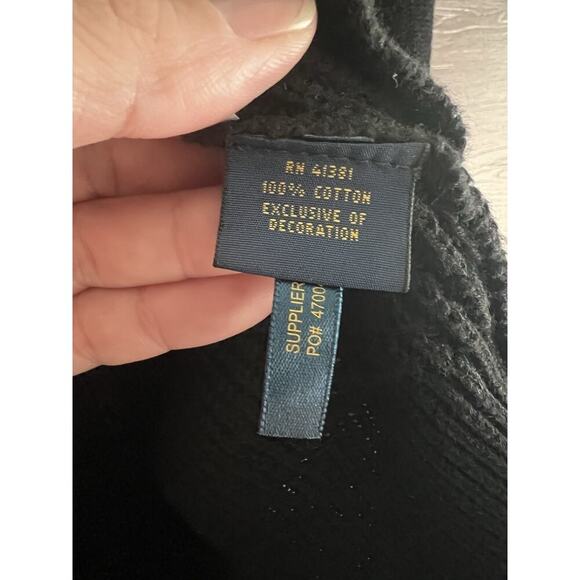 RN 41381
100% COTTON
EXCLUSIVE OF
DECORATION
SUPPLIER
PO# 4700